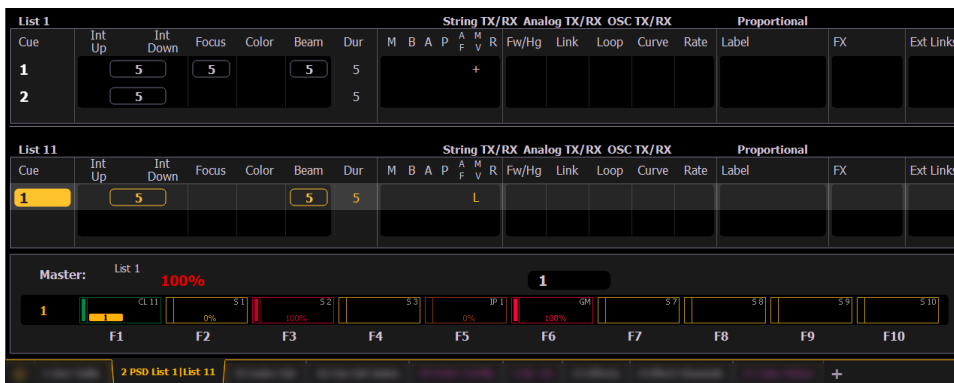 List 1 String TX/RX Analog TX/RX OSC TX/RX Proportional
Cue Int Up Int Down Focus Color Beam Dur M B A P AF MV R Fw/Hg Link Loop Curve Rate Label FX Ext Links
1 5 5 5 5 +
2 5 5
List 11 String TX/RX Analog TX/RX OSC TX/RX Proportional
Cue Int Up Int Down Focus Color Beam Dur M B A P AF MV R Fw/Hg Link Loop Curve Rate Label FX Ext Links
1 5 5 5 L
Master: List 1 100% 1
1 CL 11 S 1 S 2 S 3 IP 1 GM S 7 S 8 S 9 S 10
1 0% 100% 0% 100%
F1 F2 F3 F4 F5 F6 F7 F8 F9 F10
2 PSD List 1|List 11 +